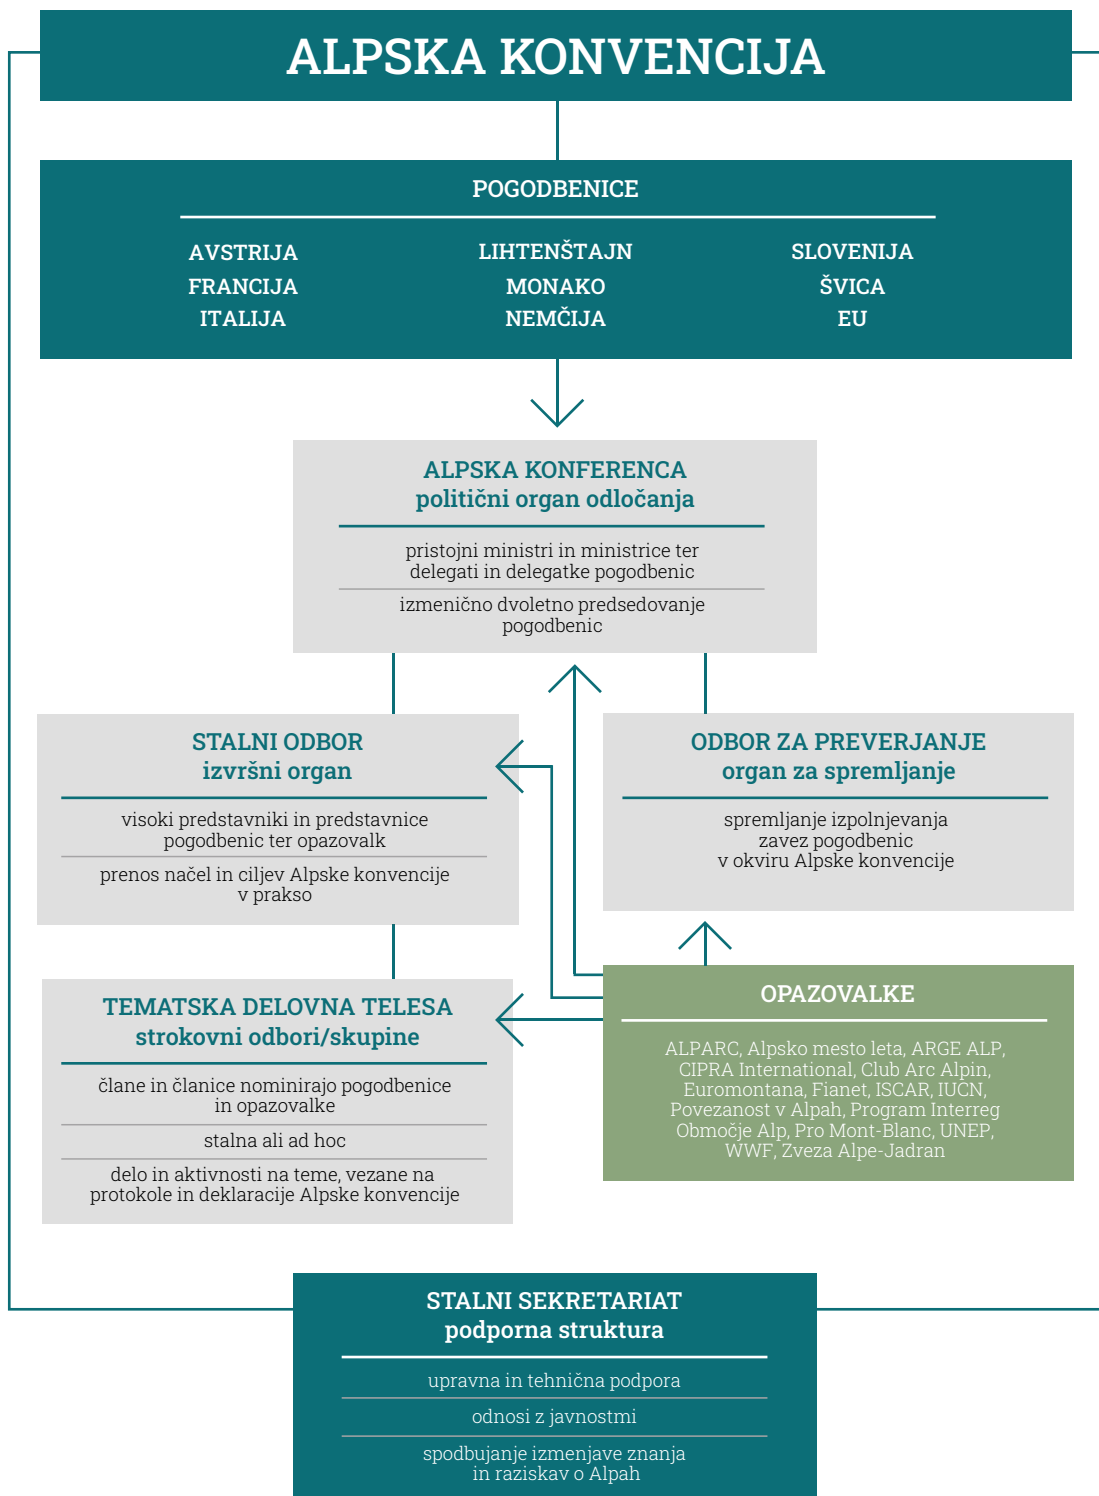 ALPSKA KONVENCIJA
POGODBENICE
AVSTRIJA
FRANCIJA
ITALIJA
LIHTENŠTAJN
MONAKO
NEMČIJA
SLOVENIJA
ŠVICA
EU
ALPSKA KONFERENCA
politični organ odločanja
pristojni ministri in ministrice ter
delegati in delegatke pogodbenic
izmenično dvoletno predsedovanje
pogodbenic
STALNI ODBOR
izvršni organ
visoki predstavniki in predstavnice
pogodbenic ter opazovalk
prenos načel in ciljev Alpske konvencije
v prakso
ODBOR ZA PREVERJANJE
organ za spremljanje
spremljanje izpolnjevanja
zavez pogodbenic
v okviru Alpske konvencije
TEMATSKA DELOVNA TELESA
strokovni odbori/skupine
člane in članice nominirajo pogodbenice
in opazovalke
stalna ali ad hoc
delo in aktivnosti na teme, vezane na
protokole in deklaracije Alpske konvencije
OPAZOVALKE
ALPARC, Alpsko mesto leta, ARGE ALP,
CIPRA International, Club Arc Alpin,
Euromontana, Fianet, ISCAR, IUCN,
Povezanost v Alpah, Program Interreg
Območje Alp, Pro Mont-Blanc, UNEP,
WWF, Zveza Alpe-Jadran
STALNI SEKRETARIAT
podporna struktura
upravna in tehnična podpora
odnosi z javnostmi
spodbujanje izmenjave znanja
in raziskav o Alpah